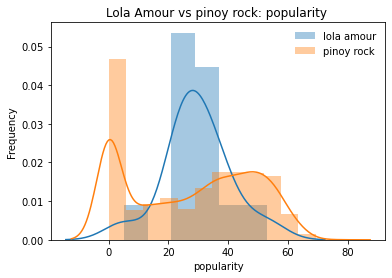 Lola Amour vs pinoy rock: popularity
lola amour
pinoy rock
Frequency
0.05
0.04
0.03
0.02
0.01
0.00
0
20
40
60
80
popularity